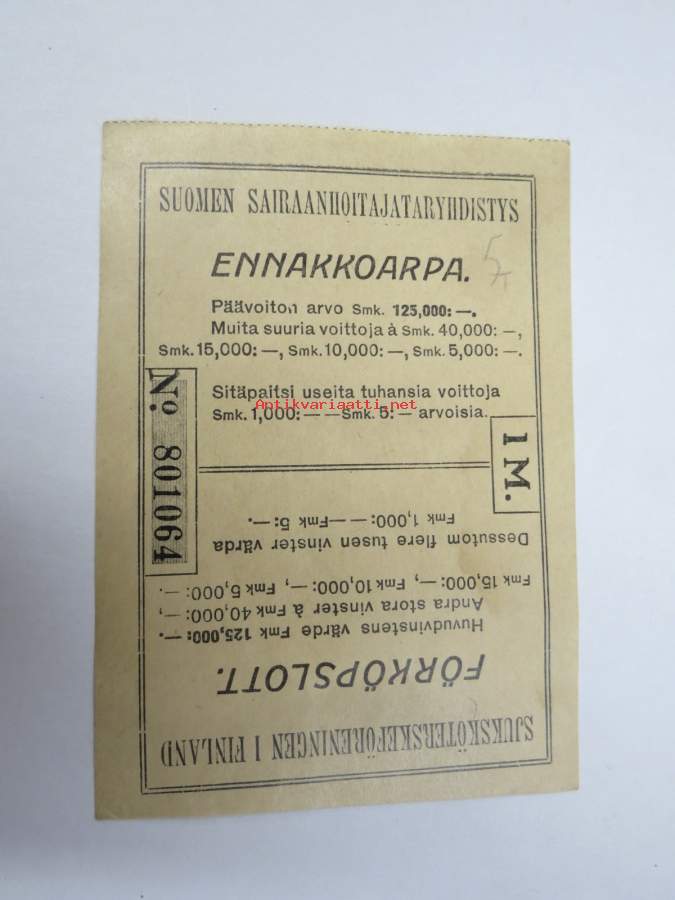 SUOMEN SAIRAANHOITAJATARYHDISTYS
ENNAKKOARPA.
Päävoiton arvo Smk. 125,000: —.
Muita suuria voittoja à Smk. 40,000: —,
Smk. 15,000: —, Smk. 10,000: —, Smk. 5,000: —.
Sitäpaitsi useita tuhansia voittoja
Smk. 1,000: — — Smk. 5: — arvoisia.
Antikvariaatti.net
No: 801064
1 M.
SJUKSKÖTERSKEFÖRENINGEN I FINLAND
FÖRKÖPSLOTT.
Huvudvinstens värde Fmk 125,000: —.
Andra stora vinster à Fmk 40,000: —,
Fmk 15,000: —, Fmk 10,000: —, Fmk 5,000: —.
Dessutom flere tusen vinster värda
Fmk 1,000: — — Fmk 5: —.